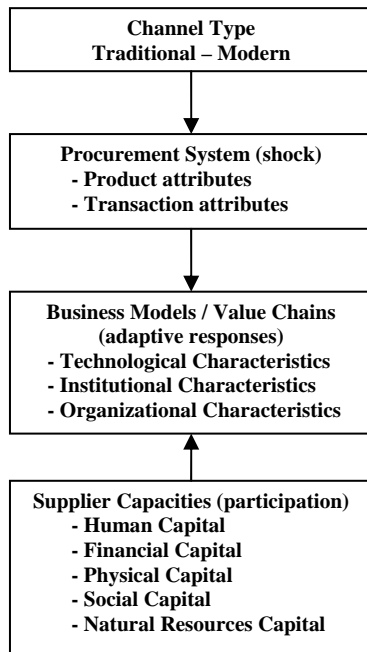 Channel Type
Traditional – Modern
Procurement System (shock)
- Product attributes
- Transaction attributes
Business Models / Value Chains
(adaptive responses)
- Technological Characteristics
- Institutional Characteristics
- Organizational Characteristics
Supplier Capacities (participation)
- Human Capital
- Financial Capital
- Physical Capital
- Social Capital
- Natural Resources Capital